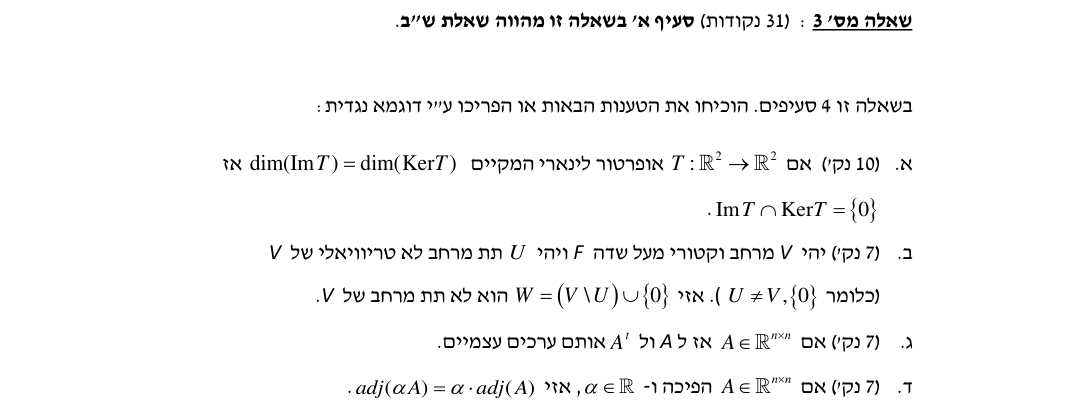 שאלה מס׳ 3 : (31 נקודות) סעיף א׳ בשאלה זו מהווה שאלת ש״ב.
בשאלה זו 4 סעיפים. הוכיחו את הטענות הבאות או הפריכו ע״י דוגמא נגדית:
א. (10 נק׳) אם T : ℝ² → ℝ² אופרטור לינארי המקיים dim(Im T) = dim(Ker T) אז
Im T ∩ Ker T = {0} .
ב. (7 נק׳) יהי V מרחב וקטורי מעל שדה F ויהי U תת מרחב לא טריוויאלי של V
(כלומר U ≠ V,{0} ). אזי W = (V \ U) ∪ {0} הוא לא תת מרחב של V.
ג. (7 נק׳) אם A ∈ ℝⁿˣⁿ אז ל A ול Aᵗ אותם ערכים עצמיים.
ד. (7 נק׳) אם A ∈ ℝⁿˣⁿ הפיכה ו- α ∈ ℝ , אזי adj(αA) = α · adj(A) .